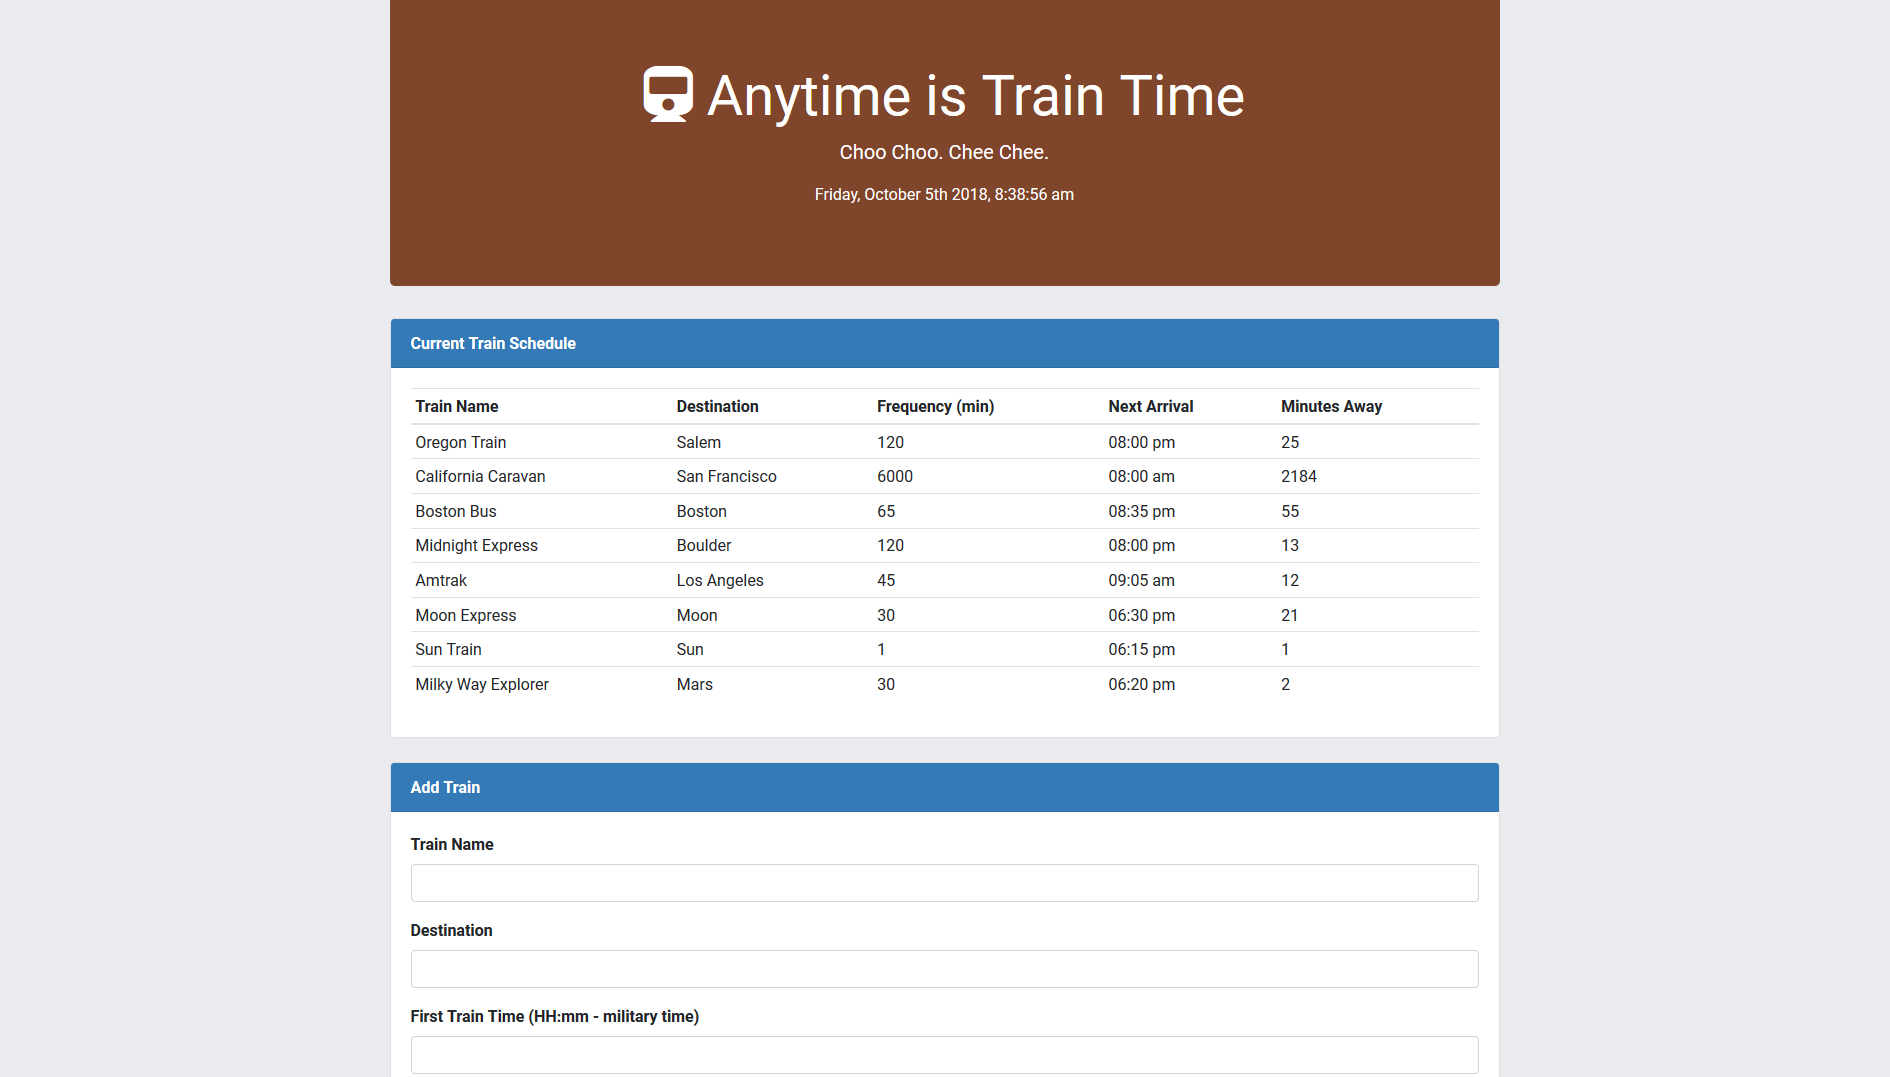 Anytime is Train Time
Choo Choo. Chee Chee.
Friday, October 5th 2018, 8:38:56 am
Current Train Schedule
Train Name Destination Frequency (min) Next Arrival Minutes Away
Oregon Train Salem 120 08:00 pm 25
California Caravan San Francisco 6000 08:00 am 2184
Boston Bus Boston 65 08:35 pm 55
Midnight Express Boulder 120 08:00 pm 13
Amtrak Los Angeles 45 09:05 am 12
Moon Express Moon 30 06:30 pm 21
Sun Train Sun 1 06:15 pm 1
Milky Way Explorer Mars 30 06:20 pm 2
Add Train
Train Name
Destination
First Train Time (HH:mm - military time)